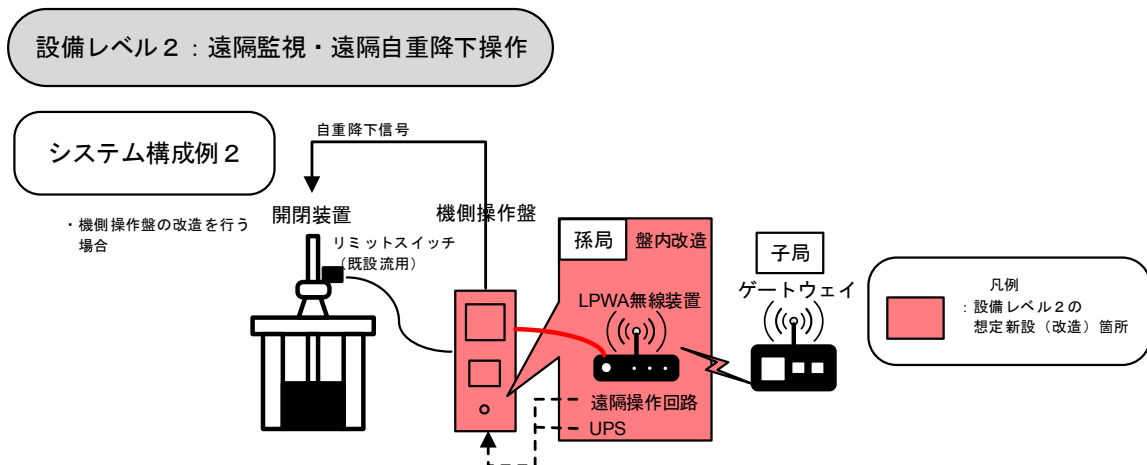 設備レベル２：遠隔監視・遠隔自重降下操作
システム構成例２
・機側操作盤の改造を行う
場合
自重降下信号
開閉装置
リミットスイッチ
（既設流用）
機側操作盤
孫局
盤内改造
LPWA無線装置
遠隔操作回路
UPS
子局
ゲートウェイ
凡例
：設備レベル２の
想定新設（改造）箇所